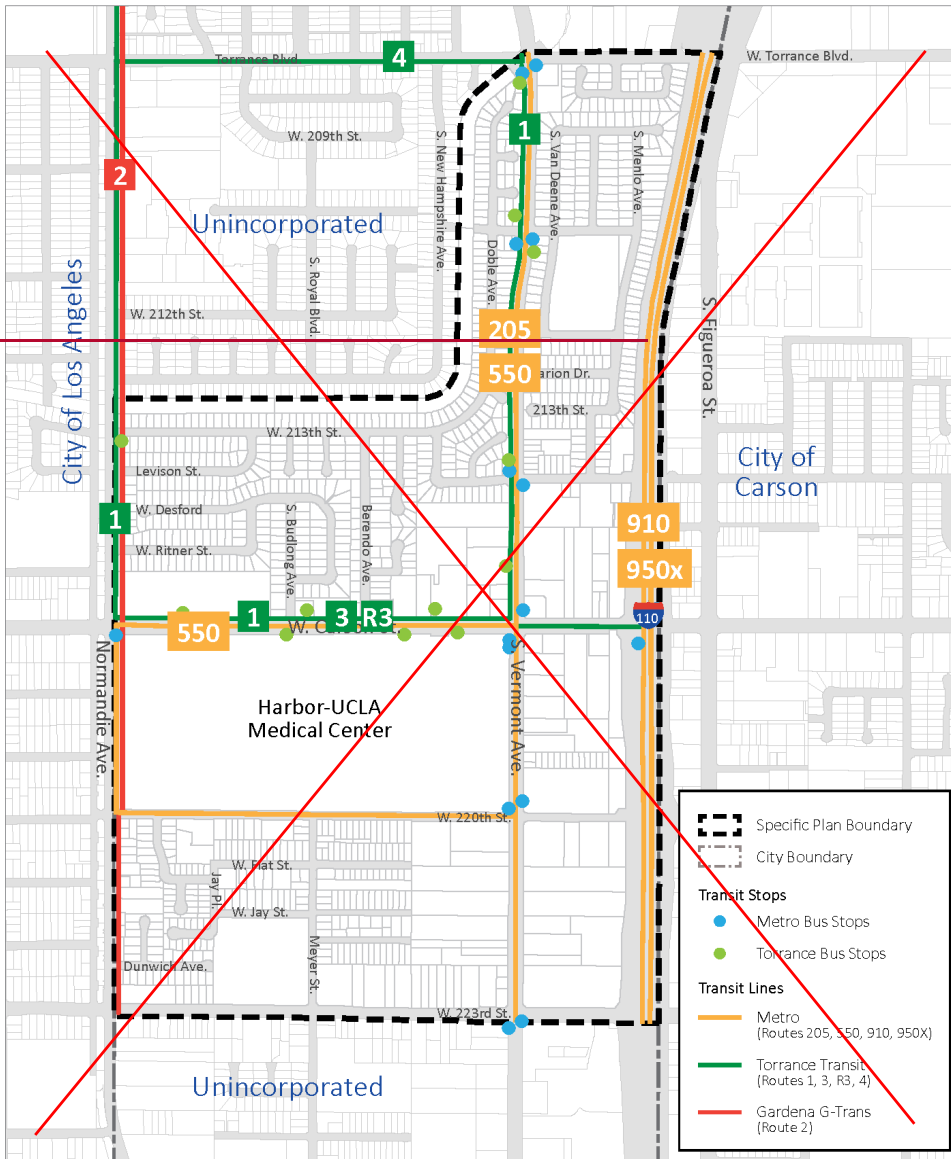 Torrance Blvd.
4
W. Torrance Blvd.
1
W. 209th St.
S. New Hampshire Ave.
S. Van Deene Ave.
S. Menlo Ave.
2
Unincorporated
Doble Ave.
City of Los Angeles
S. Royal Blvd.
W. 212th St.
S. Figueroa St.
205
550
arion Dr.
213th St.
W. 213th St.
City of
Carson
Levison St.
W. Desford
1
S. Budlong Ave.
Berendo Ave.
910
W. Ritner St.
950x
1
3
R3
110
550
W. Carson St.
Normandie Ave.
S. Vermont Ave.
Harbor-UCLA
Medical Center
W. 220th St.
Specific Plan Boundary
City Boundary
W. Flat St.
Jay Pl.
Transit Stops
W. Jay St.
Metro Bus Stops
Meyer St.
Torrance Bus Stops
Dunwich Ave.
Transit Lines
W. 223rd St.
Metro
(Routes 205, 550, 910, 950X)
Torrance Transit
(Routes 1, 3, R3, 4)
Unincorporated
Gardena G-Trans
(Route 2)